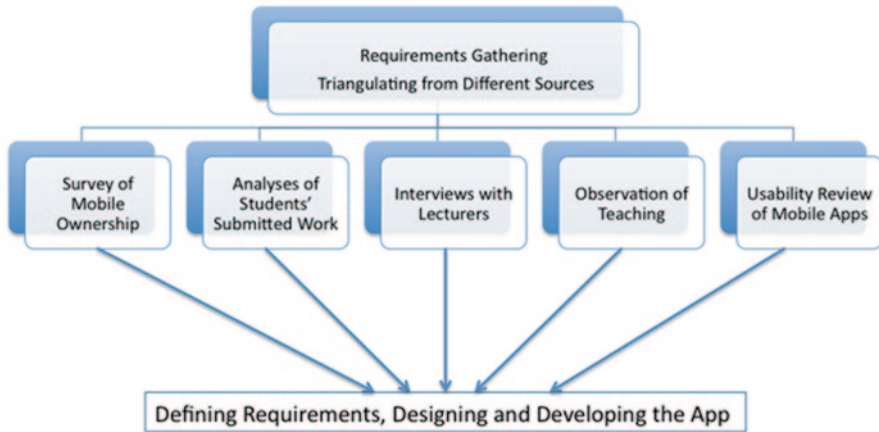 Requirements Gathering
Triangulating from Different Sources
Survey of
Mobile
Ownership
Analyses of
Students'
Submitted Work
Interviews with
Lecturers
Observation of
Teaching
Usability Review
of Mobile Apps
Defining Requirements, Designing and Developing the App